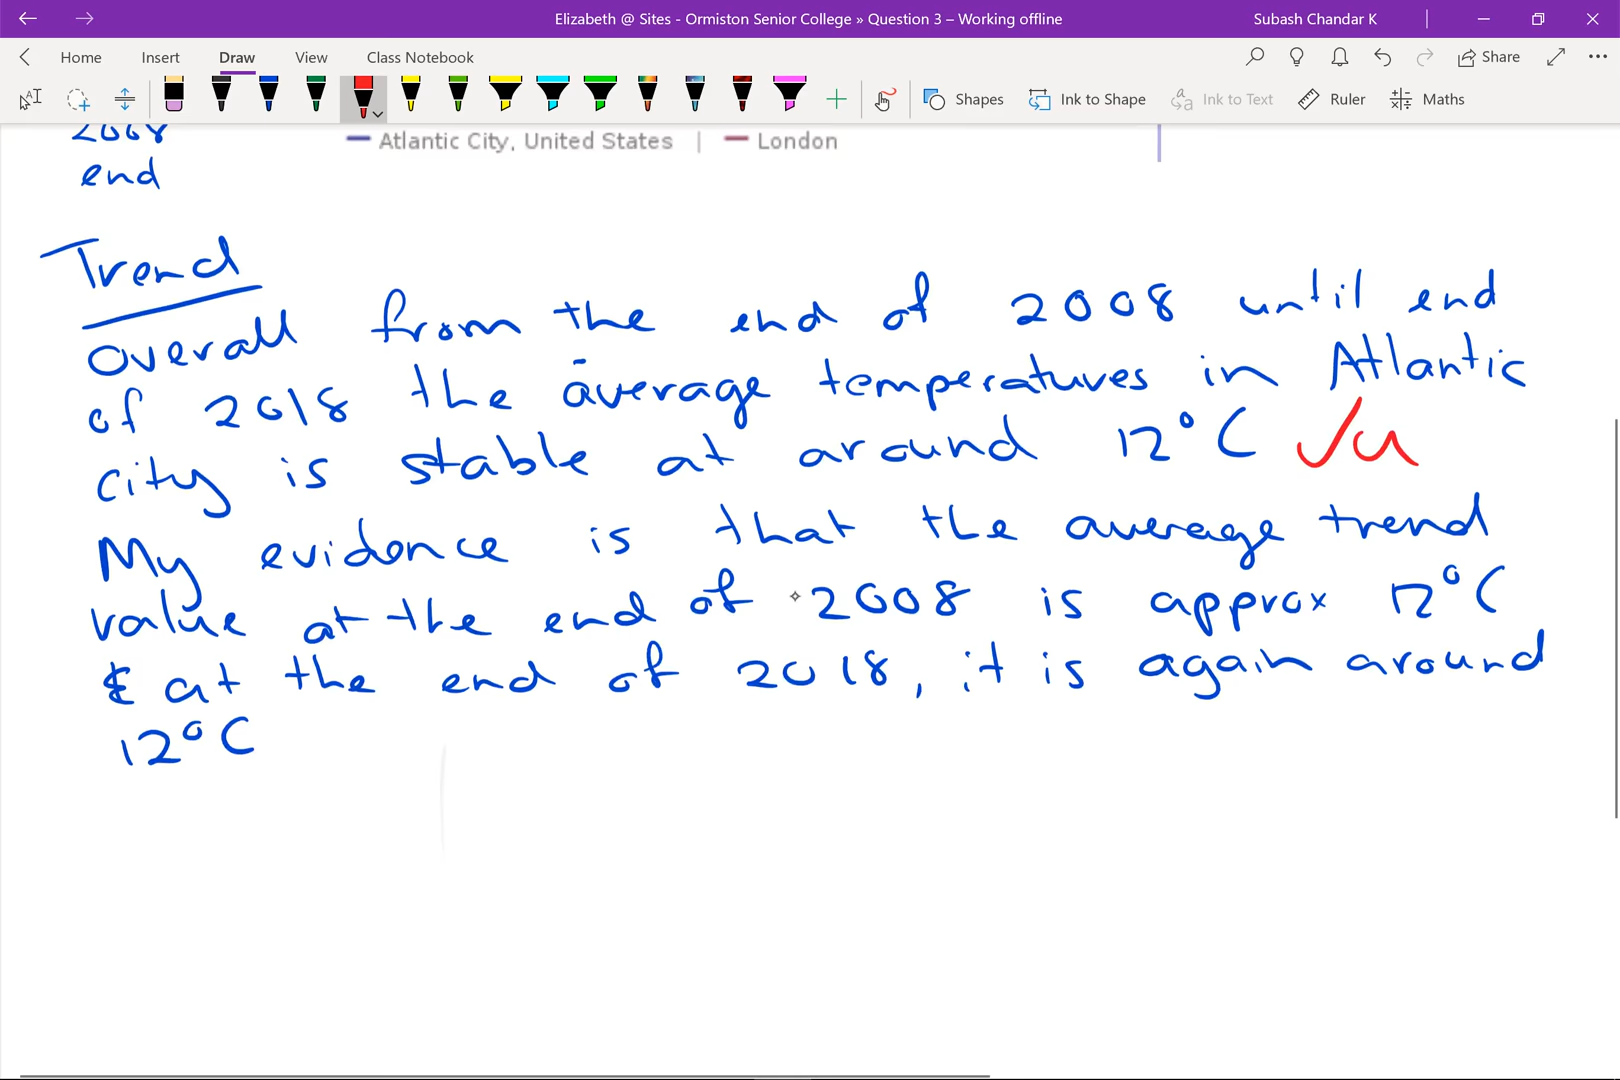 Elizabeth @ Sites - Ormiston Senior College » Question 3 – Working offline
Subash Chandar K
Home Insert Draw View Class Notebook
Share
Shapes Ink to Shape Ink to Text Ruler Maths
2008
end
Atlantic City, United States | London
Trend
Overall from the end of 2008 until end
of 2018 the average temperatures in Atlantic
city is stable at around 12°C ✓u
My evidence is that the average trend
value at the end of 2008 is approx 12°C
& at the end of 2018, it is again around
12°C